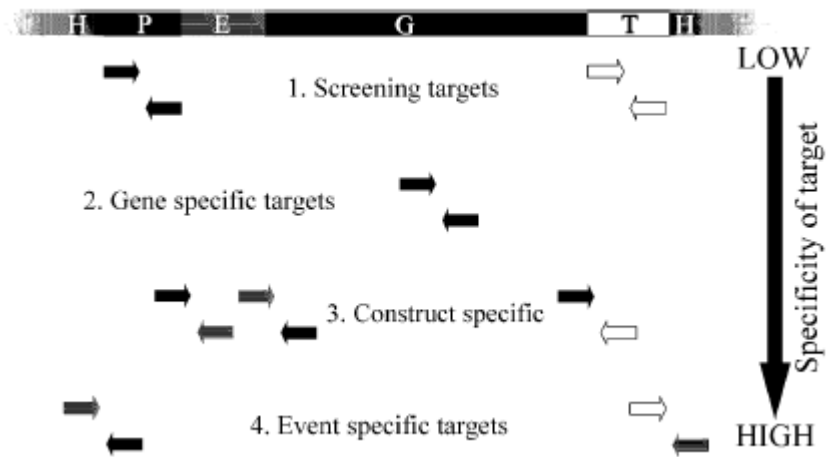 H P E G T H
LOW
1. Screening targets
2. Gene specific targets
Specificity of target
3. Construct specific
4. Event specific targets
HIGH